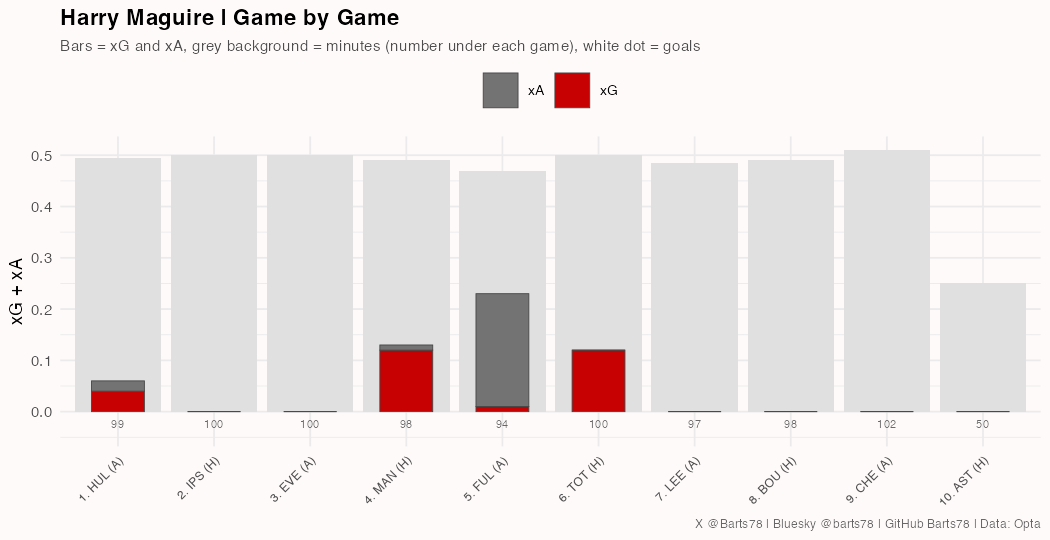 Harry Maguire | Game by Game
Bars = xG and xA, grey background = minutes (number under each game), white dot = goals
xA xG
xG + xA
0.5
0.4
0.3
0.2
0.1
0.0
99 100 100 98 94 100 97 98 102 50
1. HUL (A) 2. IPS (H) 3. EVE (A) 4. MAN (H) 5. FUL (A) 6. TOT (H) 7. LEE (A) 8. BOU (H) 9. CHE (A) 10. AST (H)
X @Barts78 | Bluesky @barts78 | GitHub Barts78 | Data: Opta